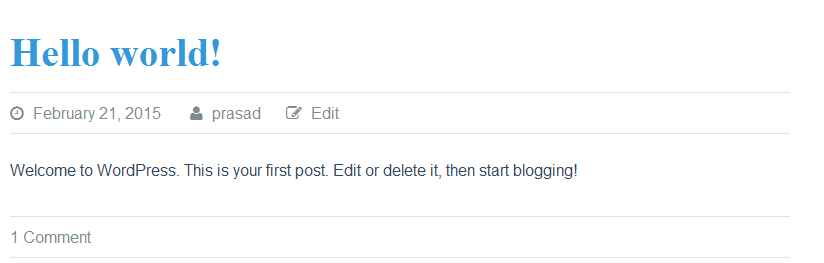 Hello world!
February 21, 2015 prasad Edit
Welcome to WordPress. This is your first post. Edit or delete it, then start blogging!
1 Comment